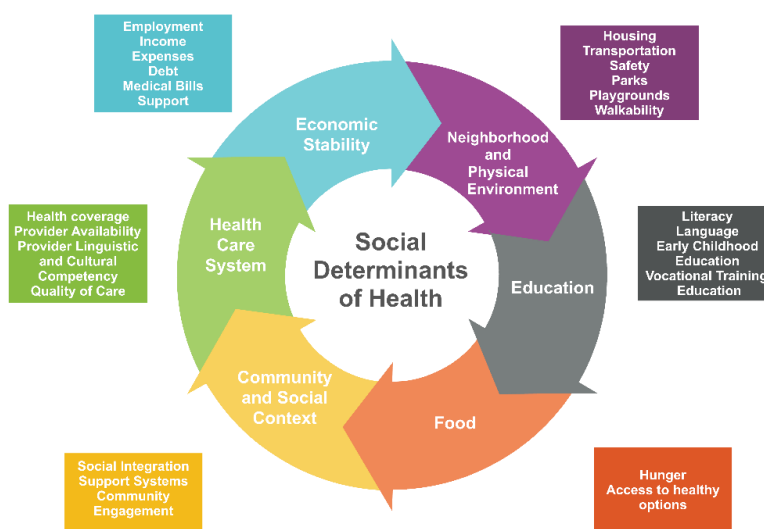 Employment
Income
Expenses
Debt
Medical Bills
Support
Housing
Transportation
Safety
Parks
Playgrounds
Walkability
Economic
Stability
Neighborhood
and
Physical
Environment
Health coverage
Provider Availability
Provider Linguistic
and Cultural
Competency
Quality of Care
Health
Care
System
Social
Determinants
of Health
Education
Literacy
Language
Early Childhood
Education
Vocational Training
Education
Community
and Social
Context
Food
Social Integration
Support Systems
Community
Engagement
Hunger
Access to healthy
options